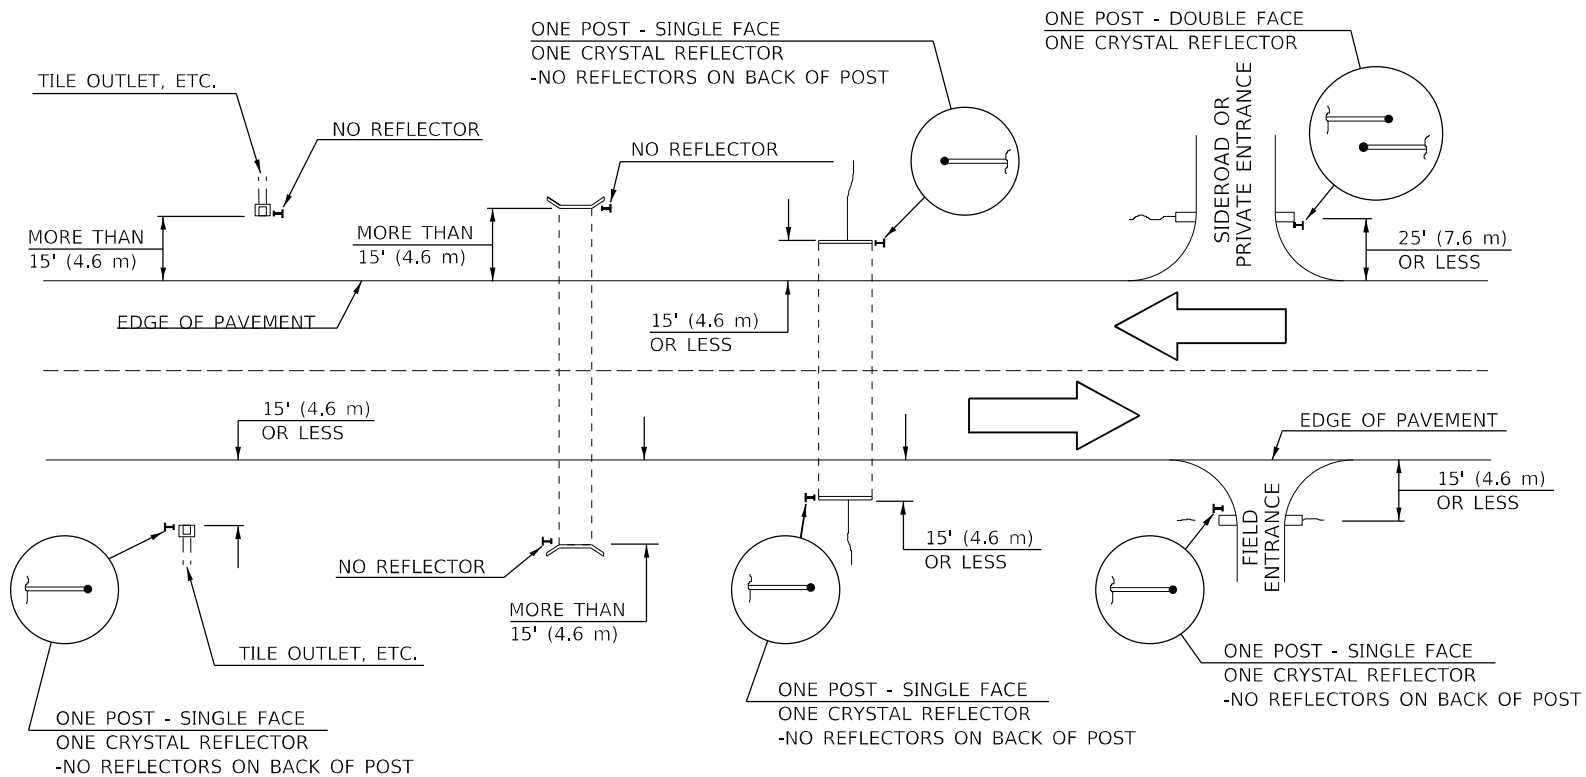 ONE POST - SINGLE FACE
ONE CRYSTAL REFLECTOR
-NO REFLECTORS ON BACK OF POST
ONE POST - DOUBLE FACE
ONE CRYSTAL REFLECTOR
TILE OUTLET, ETC.
NO REFLECTOR
NO REFLECTOR
SIDEROAD OR
PRIVATE ENTRANCE
MORE THAN
15' (4.6 m)
MORE THAN
15' (4.6 m)
25' (7.6 m)
OR LESS
EDGE OF PAVEMENT
15' (4.6 m)
OR LESS
15' (4.6 m)
OR LESS
EDGE OF PAVEMENT
15' (4.6 m)
OR LESS
FIELD
ENTRANCE
15' (4.6 m)
OR LESS
NO REFLECTOR
MORE THAN
15' (4.6 m)
TILE OUTLET, ETC.
ONE POST - SINGLE FACE
ONE CRYSTAL REFLECTOR
-NO REFLECTORS ON BACK OF POST
ONE POST - SINGLE FACE
ONE CRYSTAL REFLECTOR
-NO REFLECTORS ON BACK OF POST
ONE POST - SINGLE FACE
ONE CRYSTAL REFLECTOR
-NO REFLECTORS ON BACK OF POST